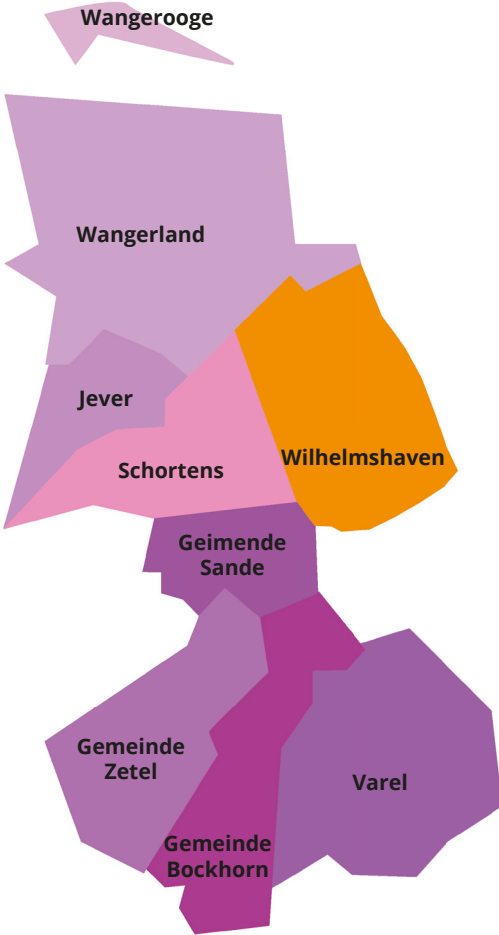 Wangerooge
Wangerland
Jever
Schortens
Wilhelmshaven
Geimende
Sande
Gemeinde
Zetel
Varel
Gemeinde
Bockhorn